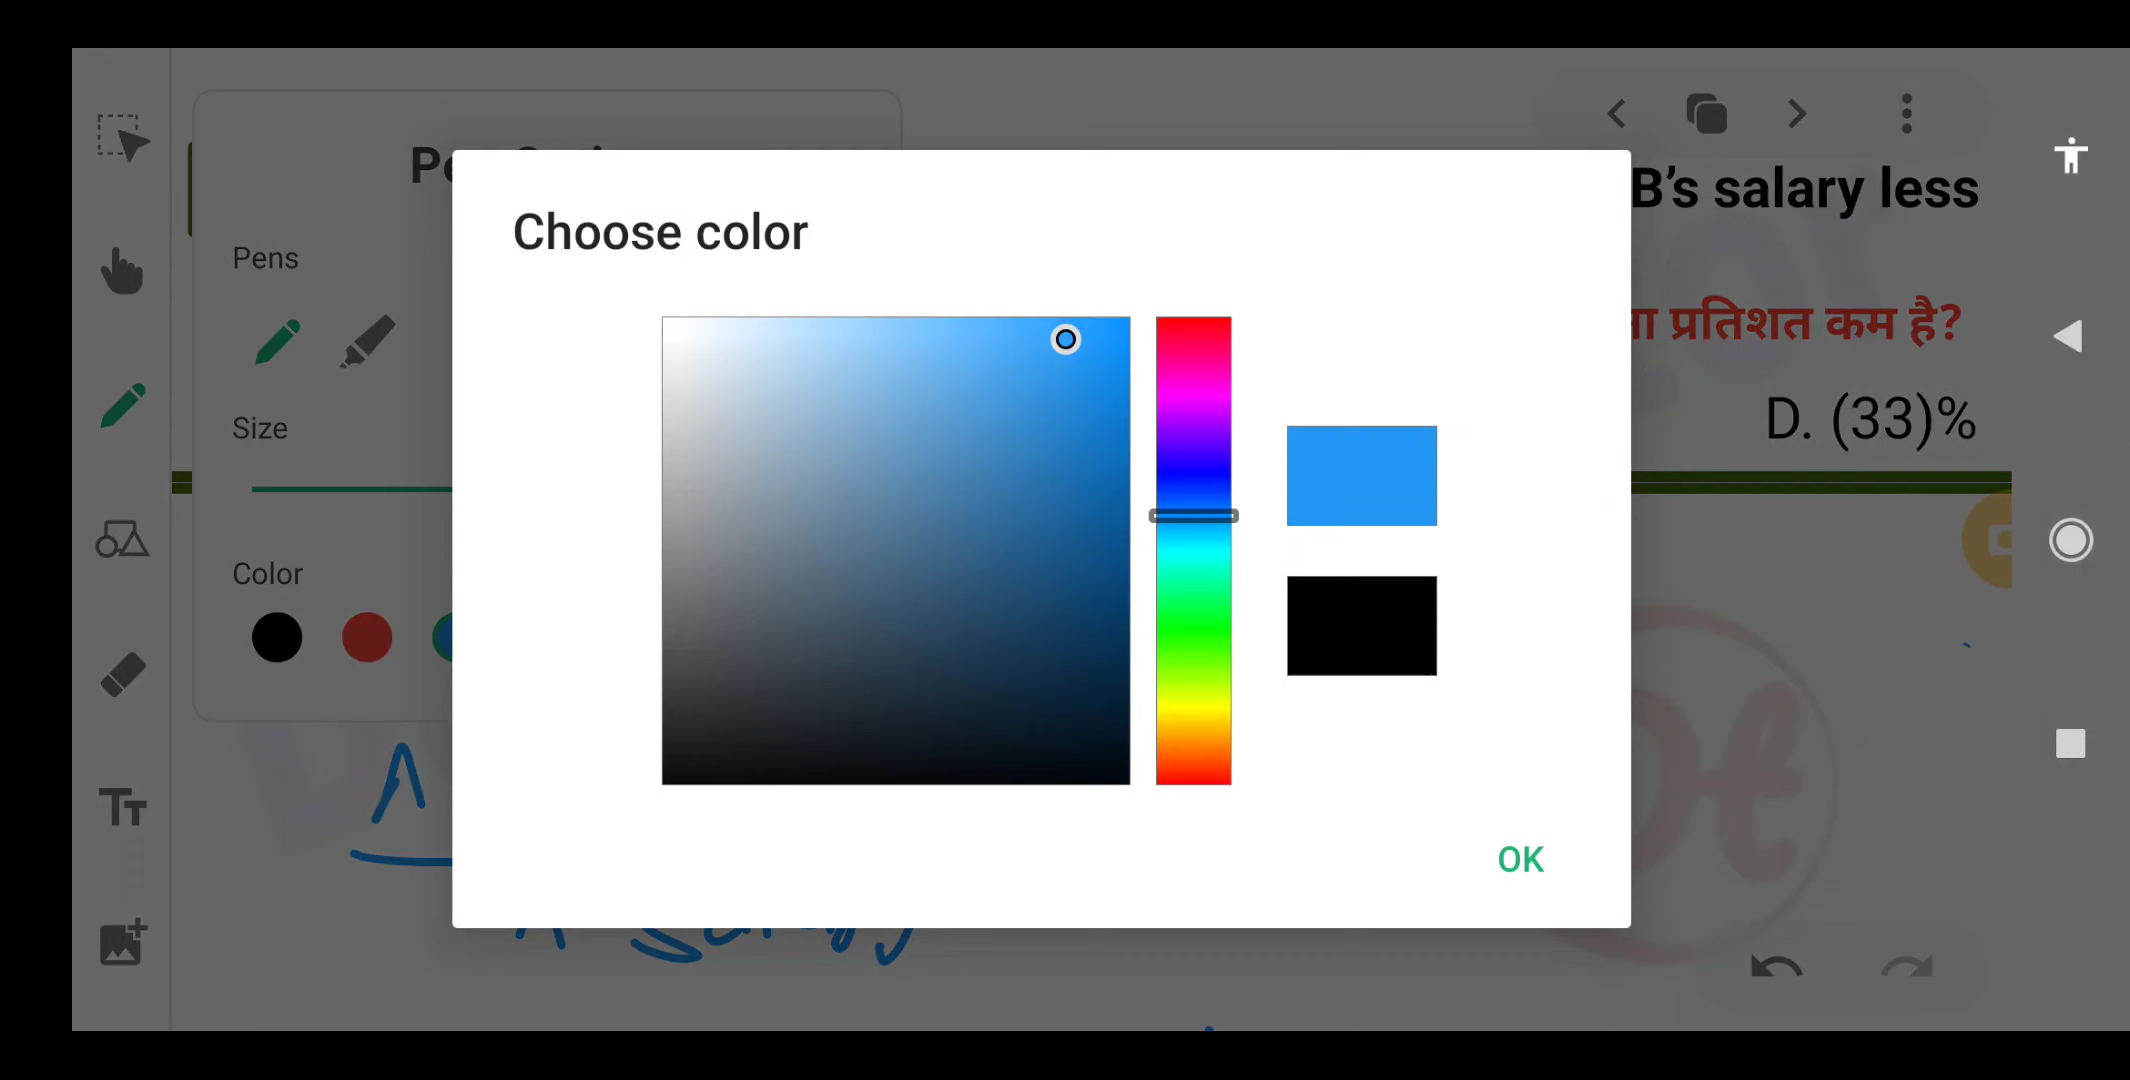 B’s salary less
Pens
Choose color
प्रतिशत कम है?
D. (33)%
Size
Color
A
OK